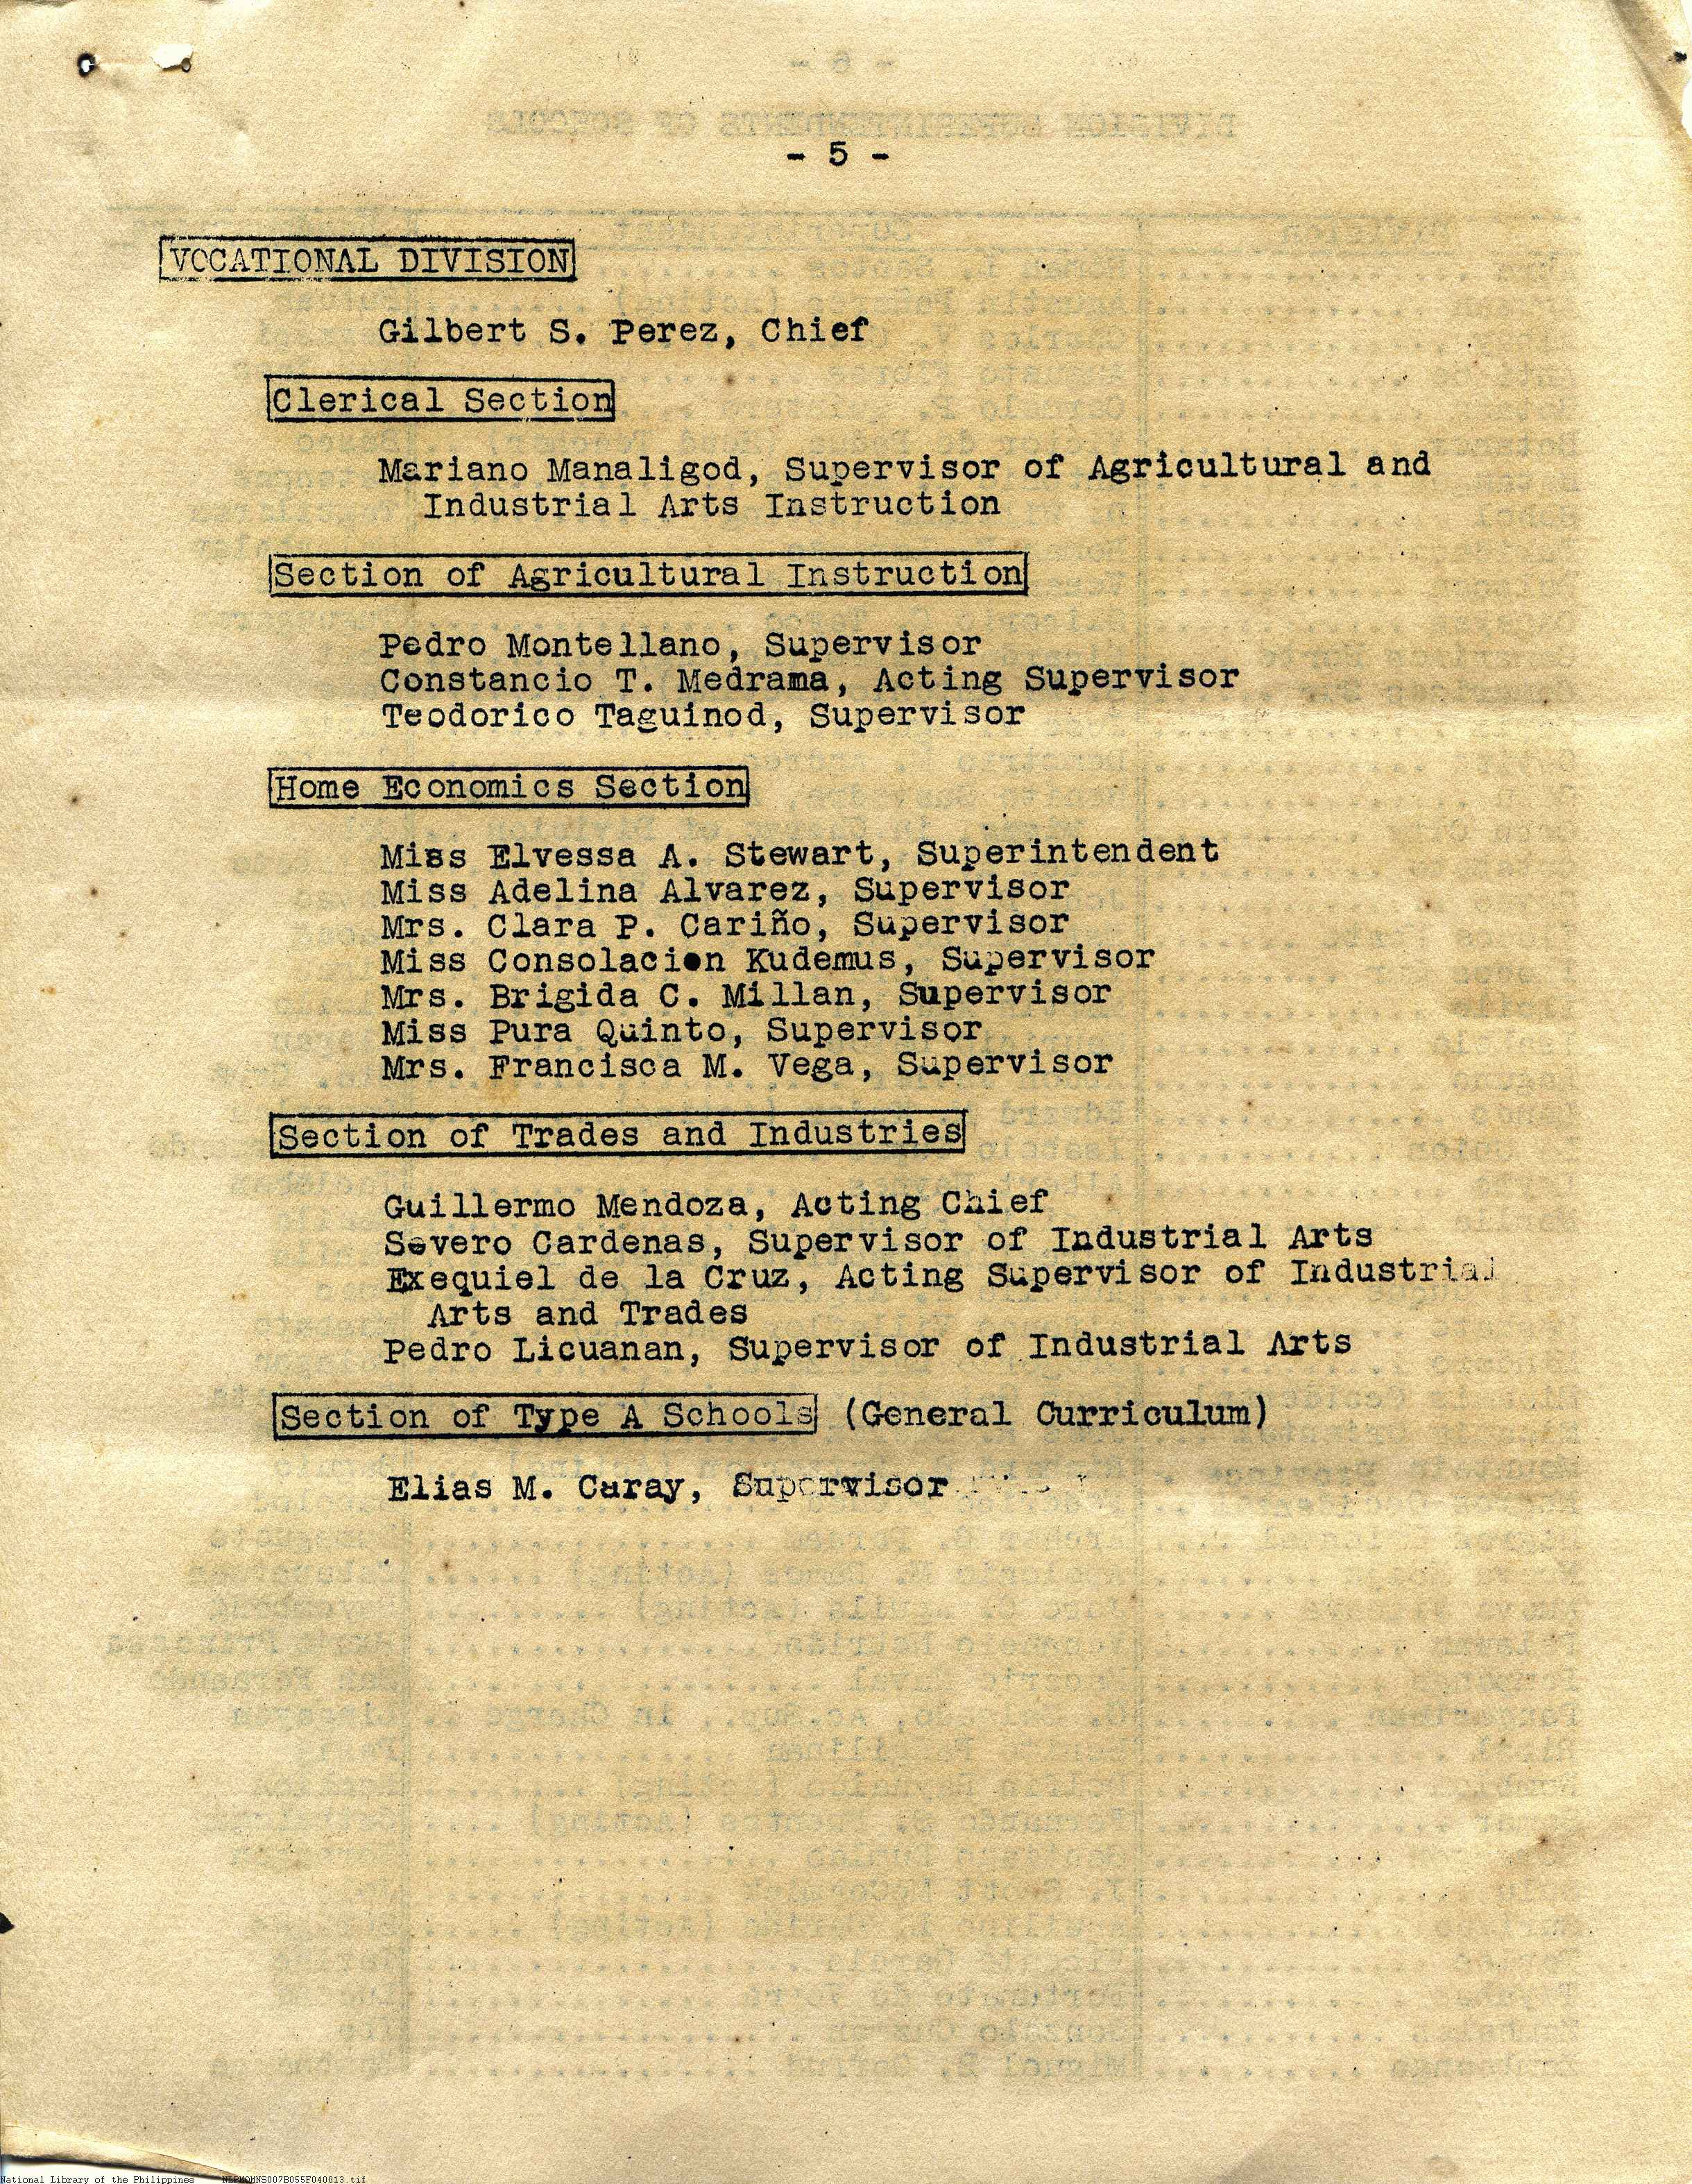 - 5 -
VOCATIONAL DIVISION
Gilbert S. Perez, Chief
Clerical Section
Mariano Manaligod, Supervisor of Agricultural and
Industrial Arts Instruction
Section of Agricultural Instruction
Pedro Montellano, Supervisor
Constancio T. Medrama, Acting Supervisor
Teodorico Taguinod, Supervisor
Home Economics Section
Miss Elvessa A. Stewart, Superintendent
Miss Adelina Alvarez, Supervisor
Mrs. Clara P. Cariño, Supervisor
Miss Consolacion Kudemus, Supervisor
Mrs. Brigida C. Millan, Supervisor
Miss Pura Quinto, Supervisor
Mrs. Francisca M. Vega, Supervisor
Section of Trades and Industries
Guillermo Mendoza, Acting Chief
Severo Cardenas, Supervisor of Industrial Arts
Exequiel de la Cruz, Acting Supervisor of Industrial
Arts and Trades
Pedro Licuanan, Supervisor of Industrial Arts
Section of Type A Schools (General Curriculum)
Elias M. Caray, Supervisor
National Library of the Philippines NLPMQMNS007B055F040013.tif